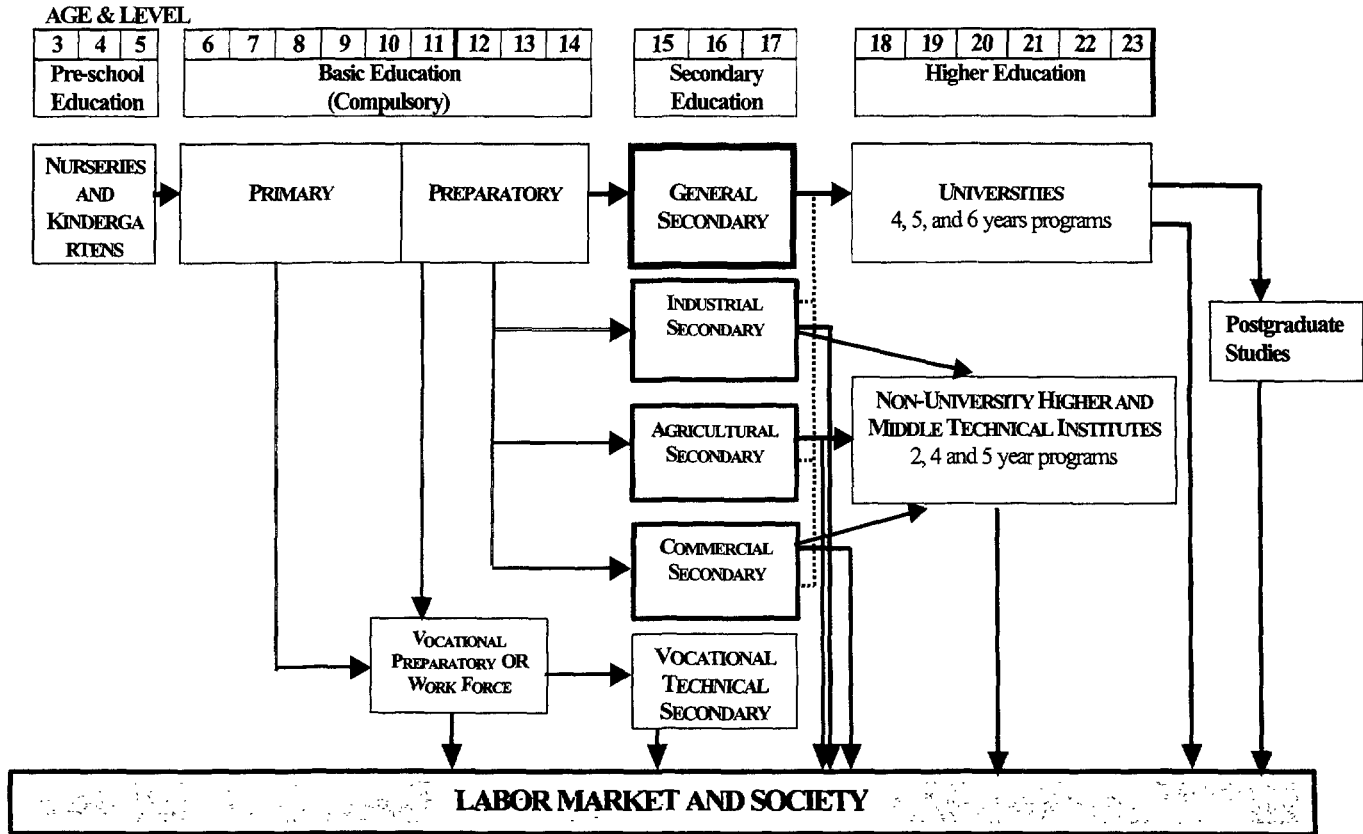 AGE & LEVEL
3 4 5
6 7 8 9 10 11 12 13 14
15 16 17
18 19 20 21 22 23
Pre-school
Education
Basic Education
(Compulsory)
Secondary
Education
Higher Education
NURSERIES
AND
KINDERGA
RTENS
PRIMARY
PREPARATORY
GENERAL
SECONDARY
UNIVERSITIES
4, 5, and 6 years programs
INDUSTRIAL
SECONDARY
Postgraduate
Studies
AGRICULTURAL
SECONDARY
NON-UNIVERSITY HIGHER AND
MIDDLE TECHNICAL INSTITUTES
2, 4 and 5 year programs
COMMERCIAL
SECONDARY
VOCATIONAL
PREPARATORY OR
WORK FORCE
VOCATIONAL
TECHNICAL
SECONDARY
LABOR MARKET AND SOCIETY